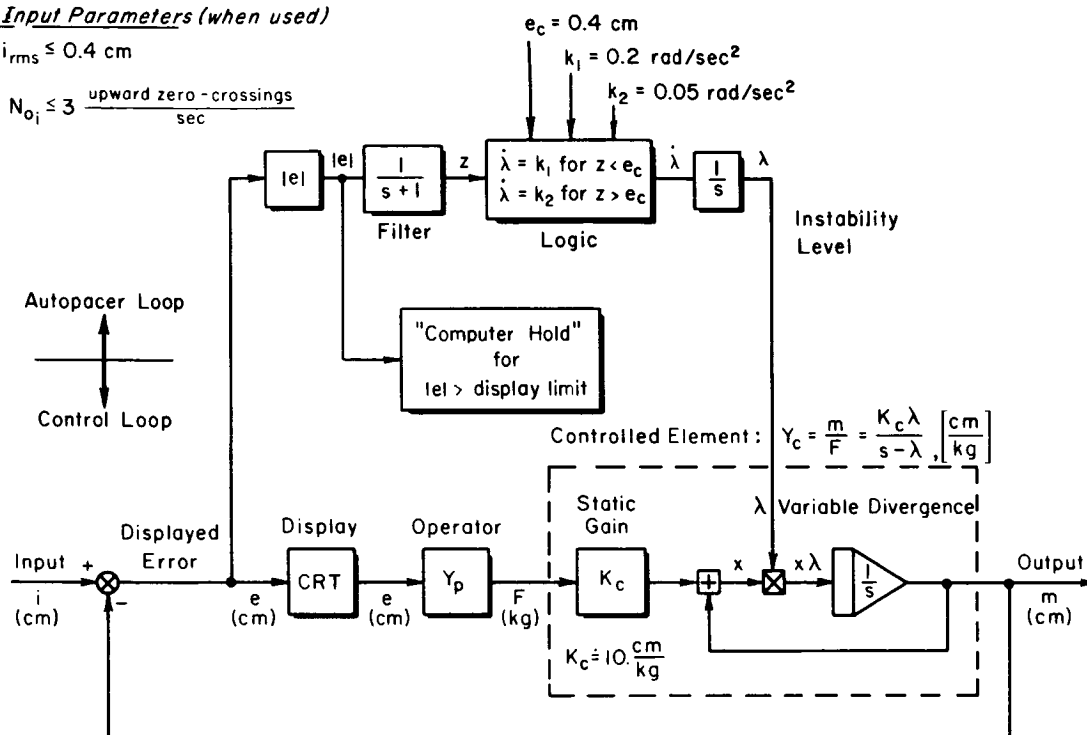 Input Parameters (when used)
i_rms ≤ 0.4 cm
N_{o_i} ≤ 3 upward zero-crossings / sec
e_c = 0.4 cm
k_1 = 0.2 rad/sec²
k_2 = 0.05 rad/sec²
|e|
|e|
1 / (s + 1)
z
λ̇ = k_1 for z < e_c
λ̇ = k_2 for z > e_c
λ̇
1/s
λ
Filter
Logic
Instability
Level
Autopacer Loop
Control Loop
"Computer Hold"
for
|e| > display limit
Controlled Element: Y_c = m/F = K_c λ / (s - λ), [cm/kg]
λ Variable Divergence
Static
Gain
Displayed
Error
Display
Operator
Input
+
i
(cm)
-
e
(cm)
CRT
e
(cm)
Y_p
F
(kg)
K_c
+
x
xλ
1/s
Output
m
(cm)
K_c ≐ 10. cm/kg